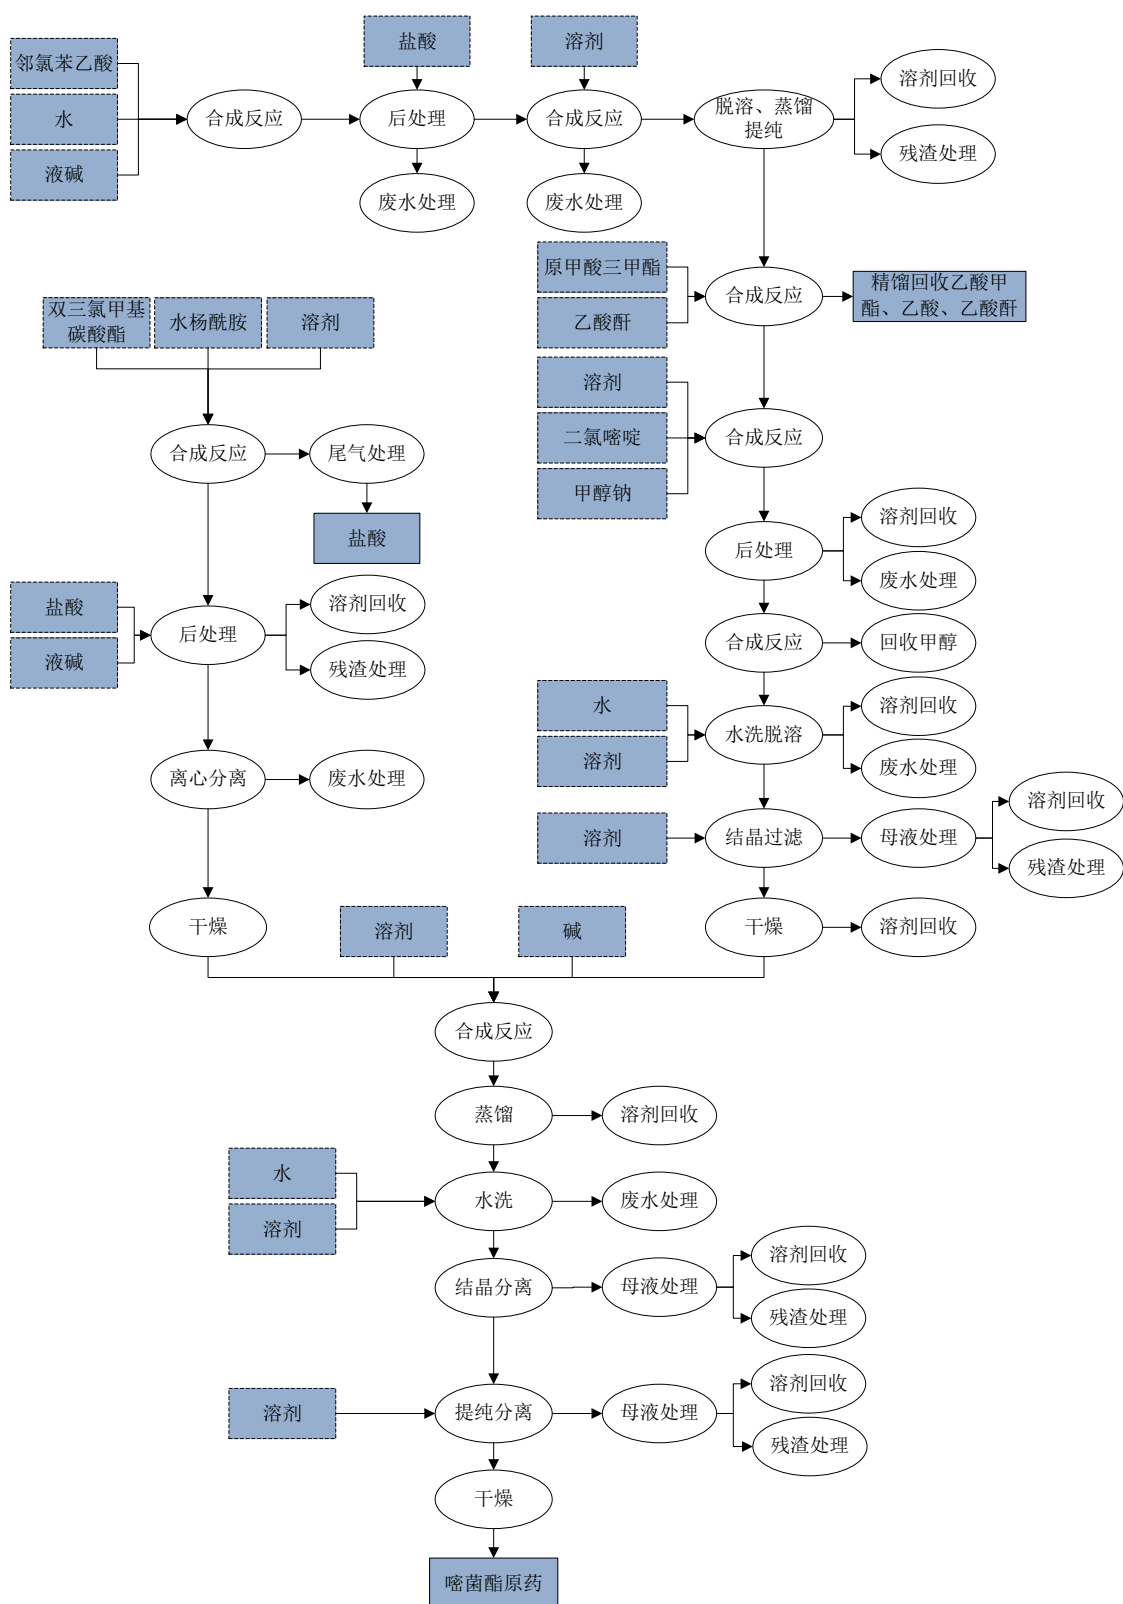 盐酸
溶剂
邻氯苯乙酸
水
液碱
合成反应
后处理
合成反应
脱溶、蒸馏
提纯
溶剂回收
残渣处理
废水处理
废水处理
原甲酸三甲酯
乙酸酐
合成反应
精馏回收乙酸甲
酯、乙酸、乙酸酐
双三氯甲基
碳酸酯
水杨酰胺
溶剂
溶剂
二氯嘧啶
甲醇钠
合成反应
合成反应
尾气处理
盐酸
后处理
溶剂回收
废水处理
盐酸
液碱
后处理
溶剂回收
残渣处理
合成反应
回收甲醇
水
溶剂
水洗脱溶
溶剂回收
废水处理
离心分离
废水处理
溶剂
结晶过滤
母液处理
溶剂回收
残渣处理
干燥
溶剂
碱
干燥
溶剂回收
合成反应
蒸馏
溶剂回收
水
溶剂
水洗
废水处理
结晶分离
母液处理
溶剂回收
残渣处理
溶剂
提纯分离
母液处理
溶剂回收
残渣处理
干燥
嘧菌酯原药